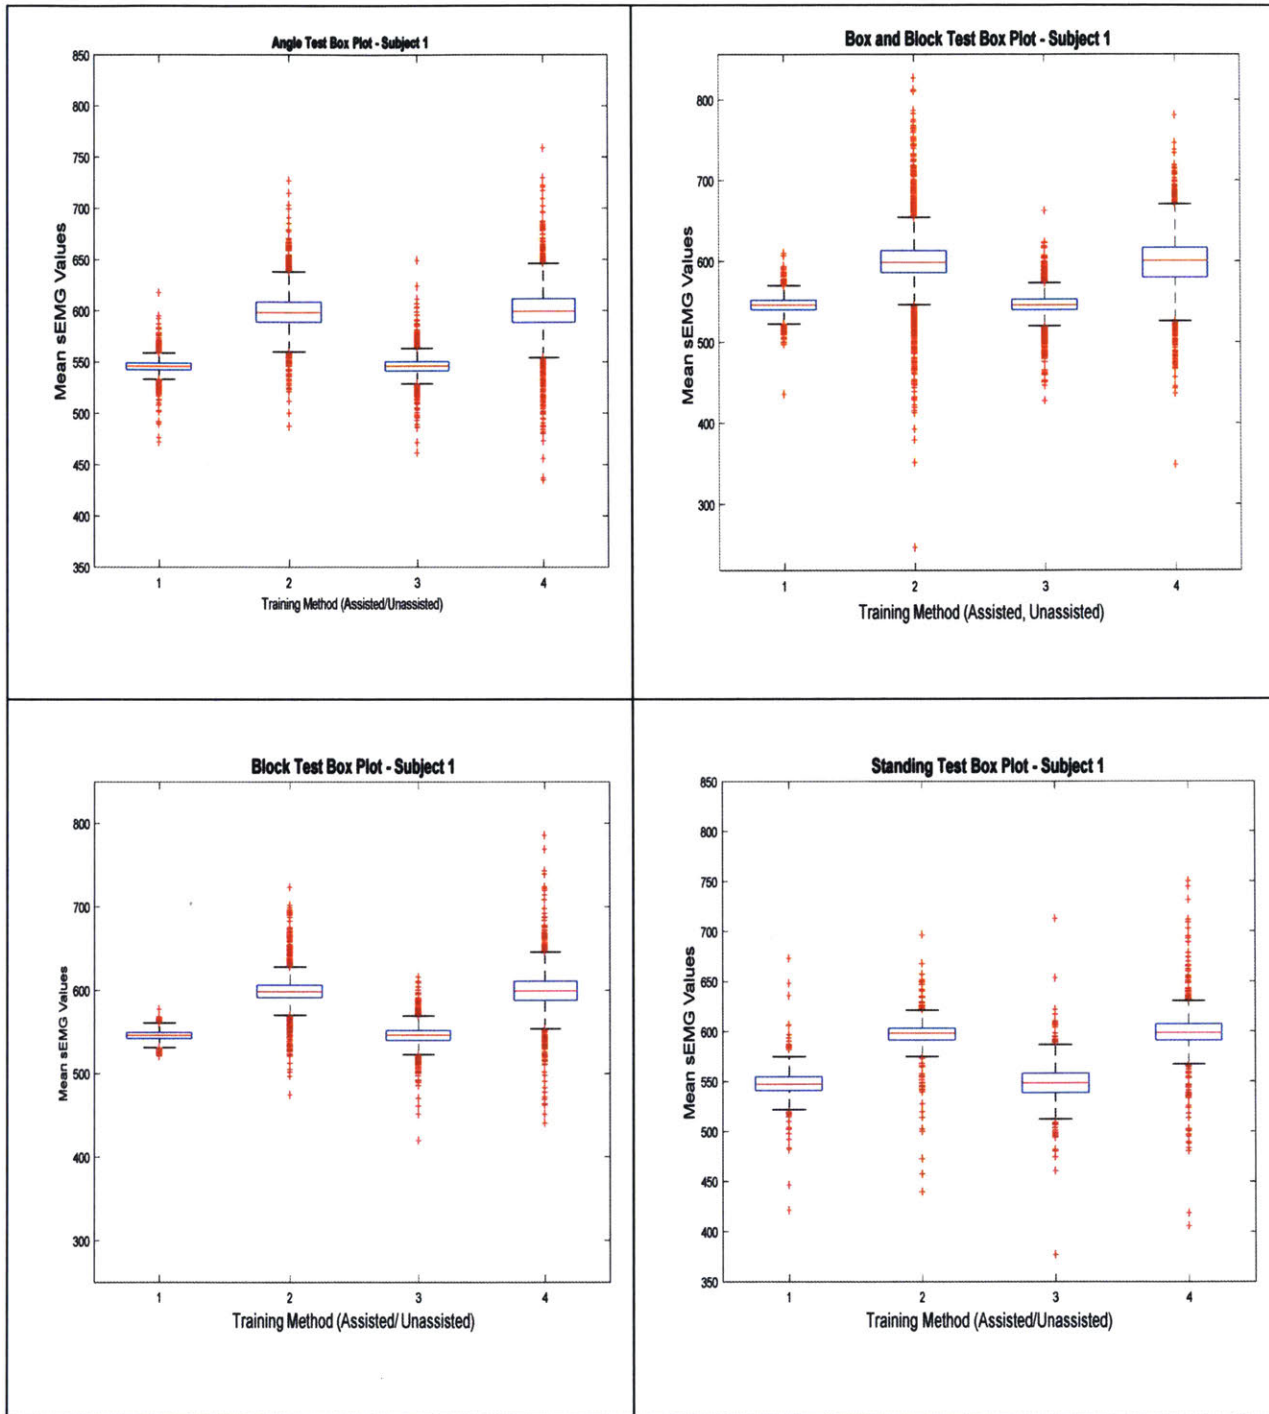 Angle Test Box Plot - Subject 1
850
800
750
700
650
600
550
500
450
400
350
Mean sEMG Values
1 2 3 4
Training Method (Assisted/Unassisted)
Box and Block Test Box Plot - Subject 1
800
700
600
500
400
300
Mean sEMG Values
1 2 3 4
Training Method (Assisted, Unassisted)
Block Test Box Plot - Subject 1
800
700
600
500
400
300
Mean sEMG Values
1 2 3 4
Training Method (Assisted/ Unassisted)
Standing Test Box Plot - Subject 1
850
800
750
700
650
600
550
500
450
400
350
Mean sEMG Values
1 2 3 4
Training Method (Assisted/Unassisted)